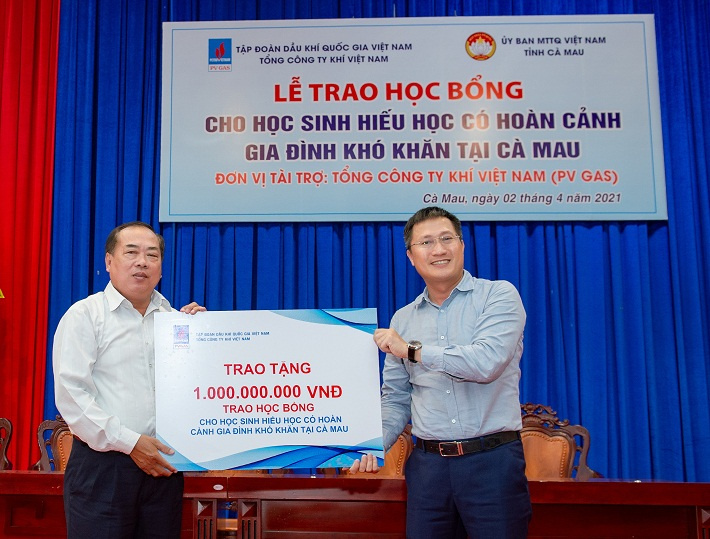 TẬP ĐOÀN DẦU KHÍ QUỐC GIA VIỆT NAM
TỔNG CÔNG TY KHÍ VIỆT NAM
PV GAS
ỦY BAN MTTQ VIỆT NAM
TỈNH CÀ MAU
LỄ TRAO HỌC BỔNG
CHO HỌC SINH HIẾU HỌC CÓ HOÀN CẢNH
GIA ĐÌNH KHÓ KHĂN TẠI CÀ MAU
ĐƠN VỊ TÀI TRỢ: TỔNG CÔNG TY KHÍ VIỆT NAM (PV GAS)
Cà Mau, ngày 02 tháng 4 năm 2021
TẬP ĐOÀN DẦU KHÍ QUỐC GIA VIỆT NAM
TỔNG CÔNG TY KHÍ VIỆT NAM
TRAO TẶNG
1.000.000.000 VNĐ
TRAO HỌC BỔNG
CHO HỌC SINH HIẾU HỌC CÓ HOÀN
CẢNH GIA ĐÌNH KHÓ KHĂN TẠI CÀ MAU